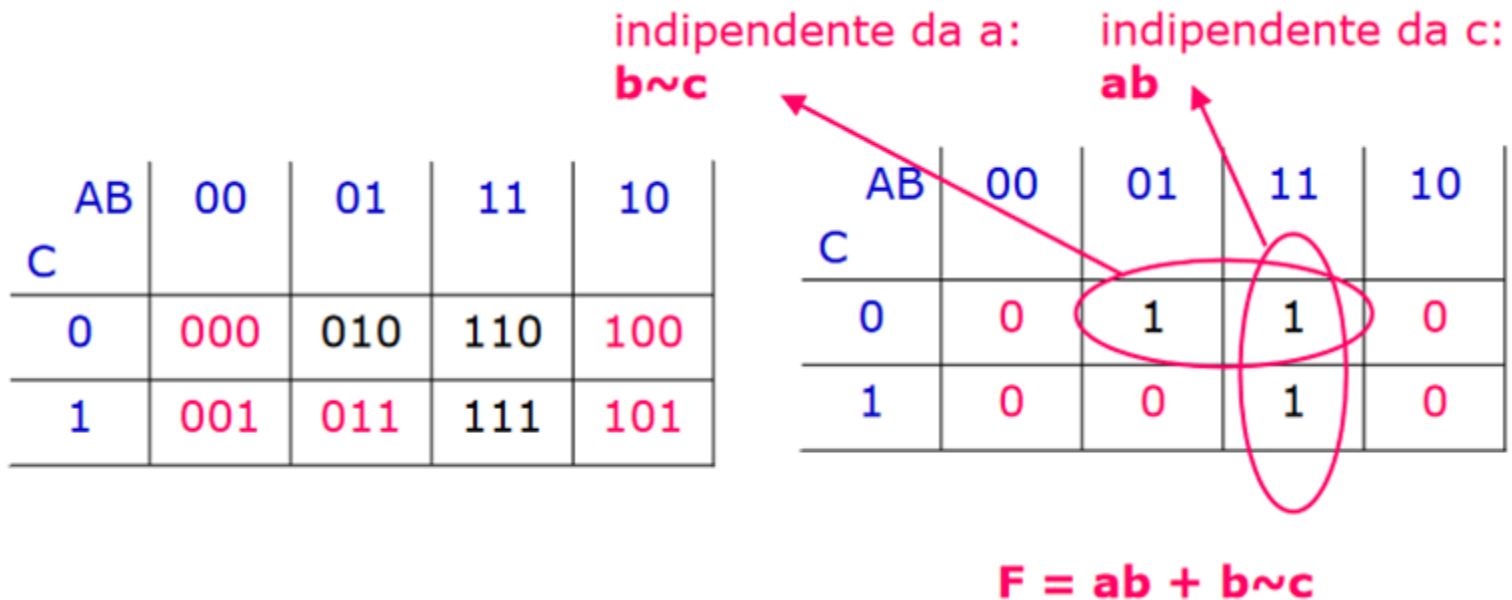 indipendente da a:
b~c
indipendente da c:
ab
AB 00 01 11 10
C
0 000 010 110 100
1 001 011 111 101
AB 00 01 11 10
C
0 0 1 1 0
1 0 0 1 0
F = ab + b~c